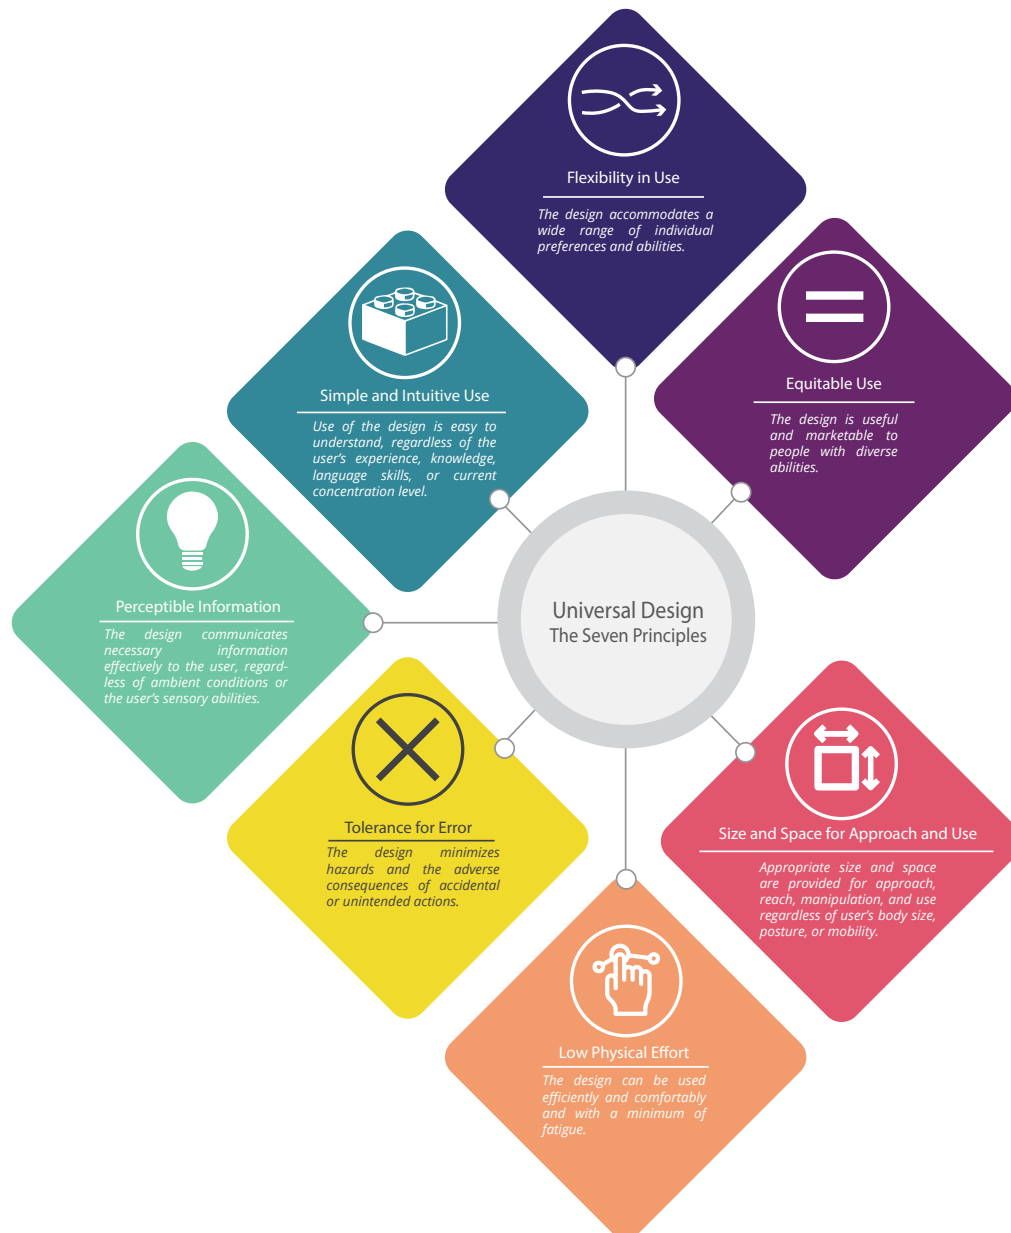 Flexibility in Use
The design accommodates a
wide range of individual
preferences and abilities.
Equitable Use
The design is useful
and marketable to
people with diverse
abilities.
Simple and Intuitive Use
Use of the design is easy to
understand, regardless of the
user's experience, knowledge,
language skills, or current
concentration level.
Perceptible Information
The design communicates
necessary information
effectively to the user, regard-
less of ambient conditions or
the user's sensory abilities.
Universal Design
The Seven Principles
Tolerance for Error
The design minimizes
hazards and the adverse
consequences of accidental
or unintended actions.
Size and Space for Approach and Use
Appropriate size and space
are provided for approach,
reach, manipulation, and use
regardless of user's body size,
posture, or mobility.
Low Physical Effort
The design can be used
efficiently and comfortably
and with a minimum of
fatigue.